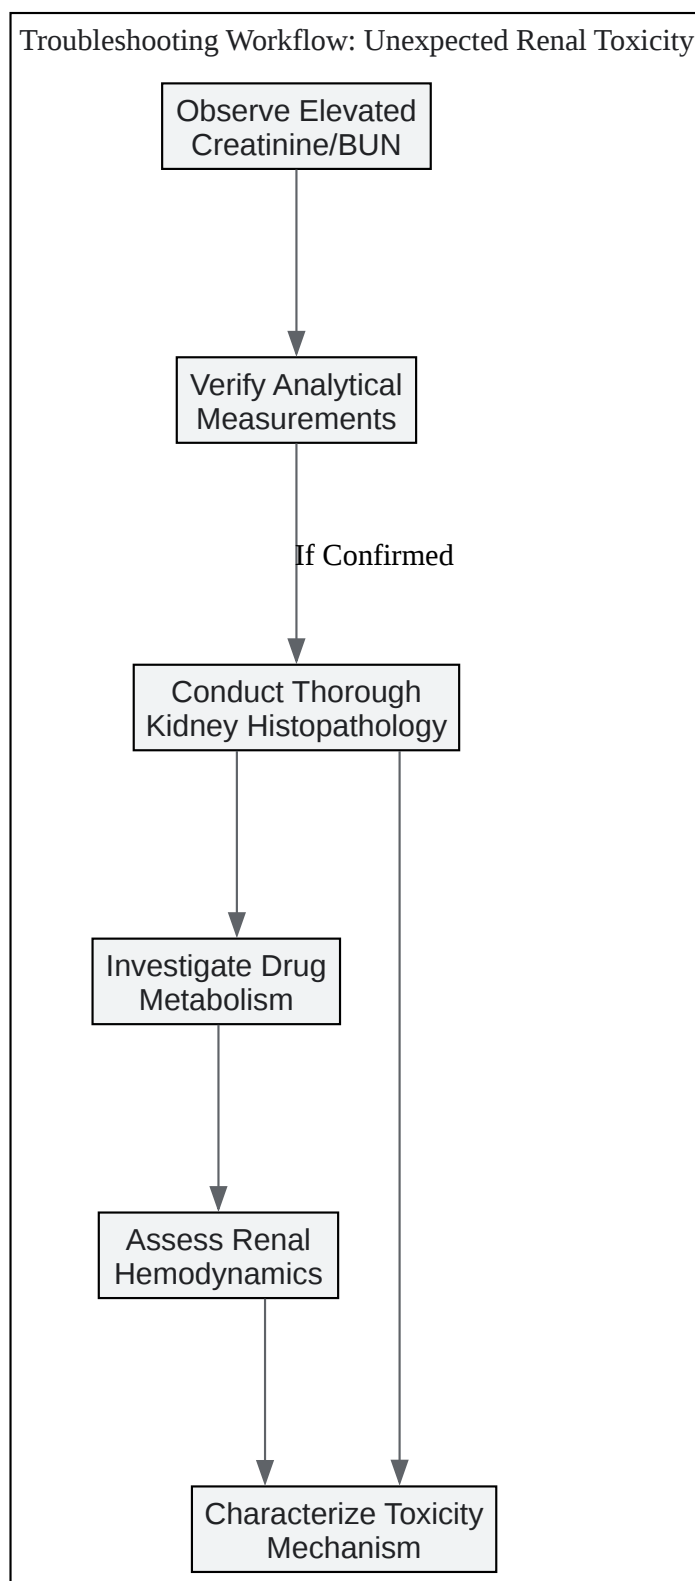 Troubleshooting Workflow: Unexpected Renal Toxicity
Observe Elevated
Creatinine/BUN
Verify Analytical
Measurements
If Confirmed
Conduct Thorough
Kidney Histopathology
Investigate Drug
Metabolism
Assess Renal
Hemodynamics
Characterize Toxicity
Mechanism